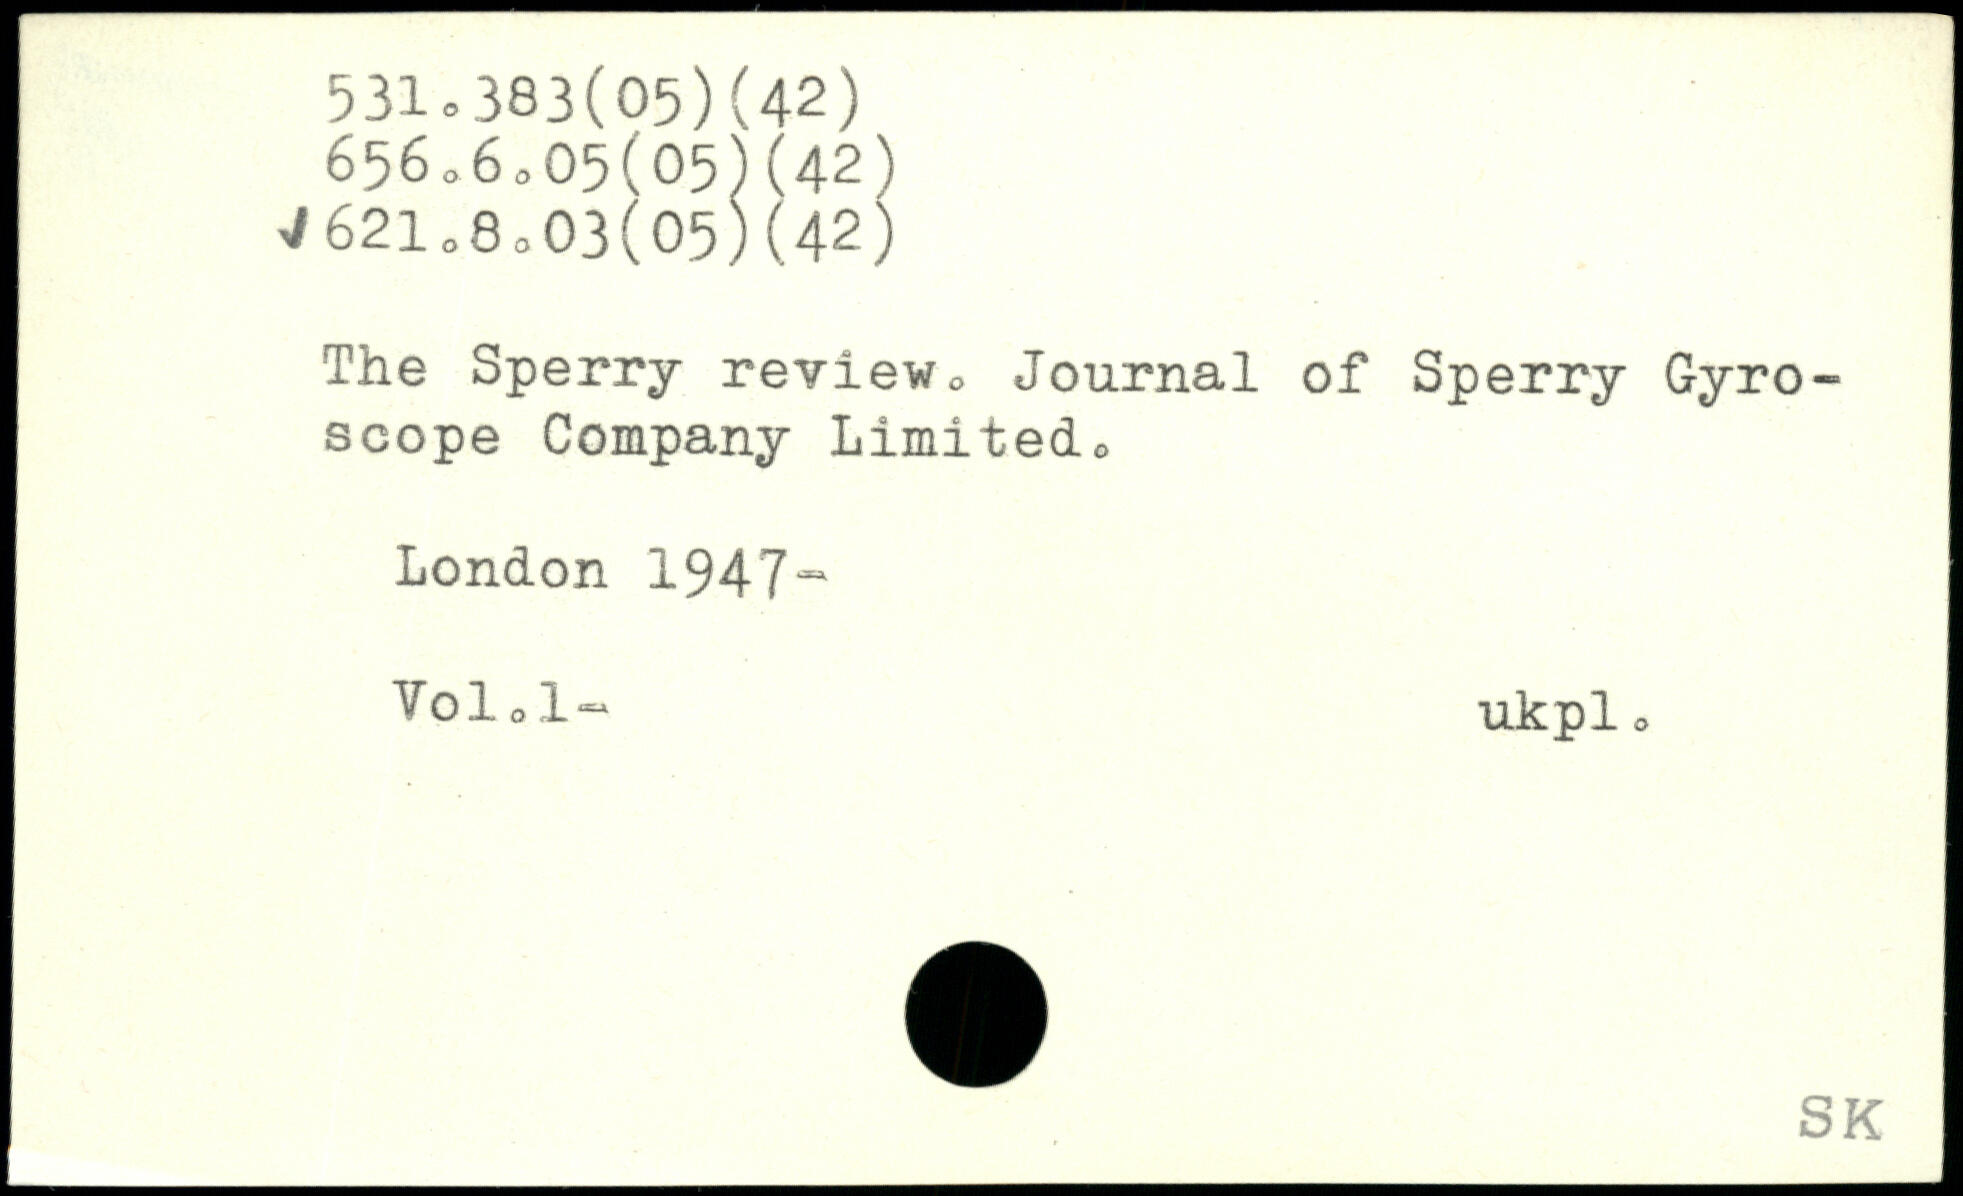 531.383(05)(42)
656.6.05(05)(42)
✓621.8.03(05)(42)
The Sperry review. Journal of Sperry Gyro-
scope Company Limited.
London 1947-
Vol.1-
ukpl.
SK